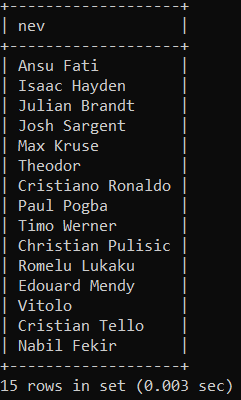 +-------------------+
| nev               |
+-------------------+
| Ansu Fati         |
| Isaac Hayden      |
| Julian Brandt     |
| Josh Sargent      |
| Max Kruse         |
| Theodor           |
| Cristiano Ronaldo |
| Paul Pogba        |
| Timo Werner       |
| Christian Pulisic |
| Romelu Lukaku     |
| Edouard Mendy     |
| Vitolo            |
| Cristian Tello    |
| Nabil Fekir       |
+-------------------+
15 rows in set (0.003 sec)